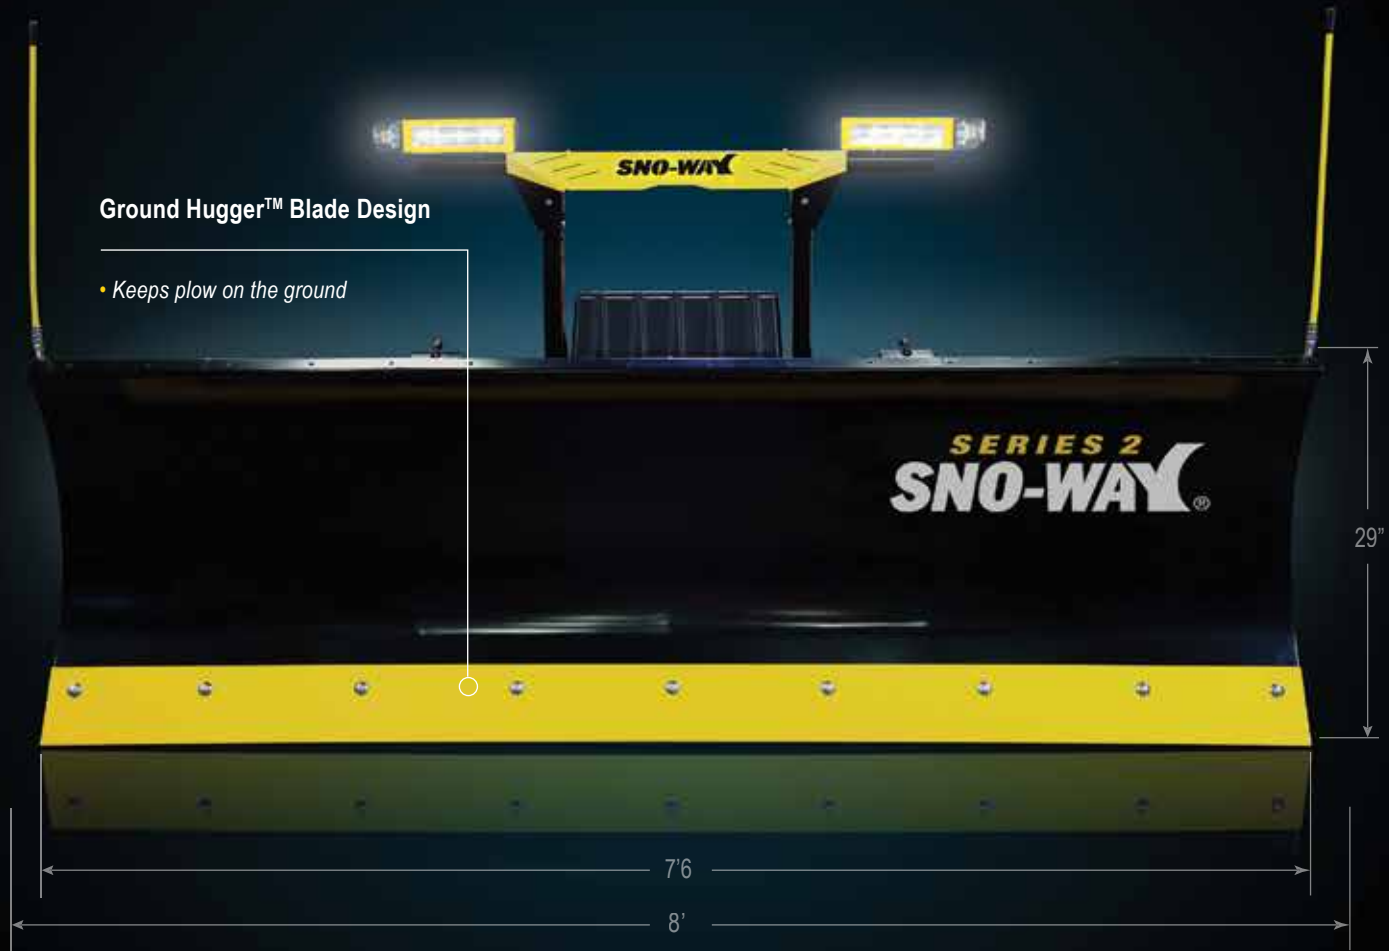 SNO-WAY
Ground Hugger™ Blade Design
• Keeps plow on the ground
SERIES 2
SNO-WAY®
29”
7’6
8’